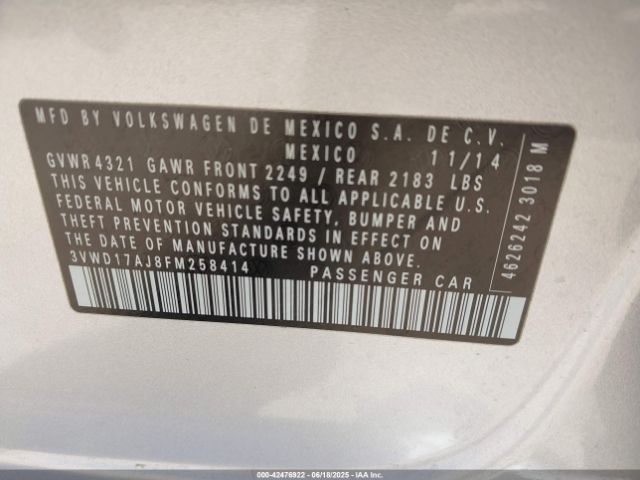 MFD BY VOLKSWAGEN DE MEXICO S.A. DE C.V.
MEXICO 11/14
GVWR 4321 GAWR FRONT 2249 / REAR 2183 LBS
THIS VEHICLE CONFORMS TO ALL APPLICABLE U.S.
FEDERAL MOTOR VEHICLE SAFETY, BUMPER AND
THEFT PREVENTION STANDARDS IN EFFECT ON
THE DATE OF MANUFACTURE SHOWN ABOVE.
3VWD17AJ8FM258414 PASSENGER CAR
4626242 3018 M
000-42476922 - 06/18/2025 - IAAI, Inc.